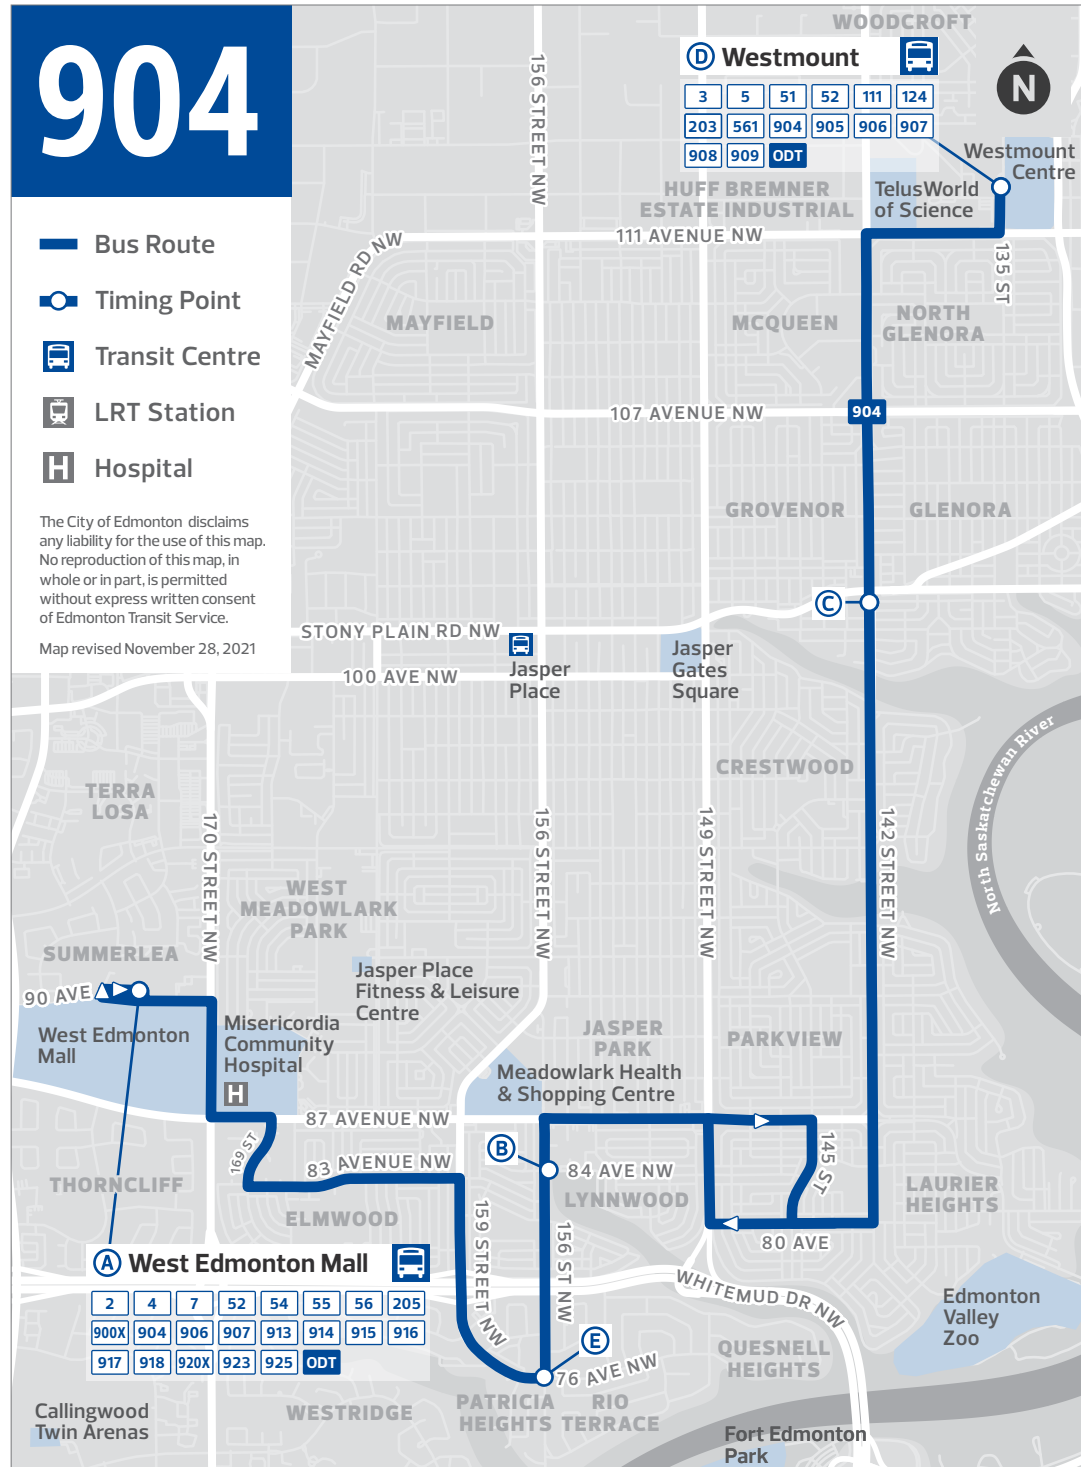 904
Bus Route
Timing Point
Transit Centre
LRT Station
H Hospital
The City of Edmonton disclaims
any liability for the use of this map.
No reproduction of this map, in
whole or in part, is permitted
without express written consent
of Edmonton Transit Service.
Map revised November 28, 2021
WOODCROFT
D Westmount
3 5 51 52 111 124
203 561 904 905 906 907
908 909 ODT
N
Westmount
Centre
TelusWorld
of Science
HUFF BREMNER
ESTATE INDUSTRIAL
156 STREET NW
111 AVENUE NW
135 ST
MAYFIELD RD NW
MAYFIELD
MCQUEEN
NORTH
GLENORA
107 AVENUE NW
904
GROVENOR
GLENORA
C
STONY PLAIN RD NW
Jasper
Place
Jasper
Gates
Square
100 AVE NW
North Saskatchewan River
CRESTWOOD
TERRA
LOSA
170 STREET NW
156 STREET NW
149 STREET NW
142 STREET NW
WEST
MEADOWLARK
PARK
SUMMERLEA
90 AVE
Jasper Place
Fitness & Leisure
Centre
West Edmonton
Mall
Misericordia
Community
Hospital
H
JASPER
PARK
PARKVIEW
Meadowlark Health
& Shopping Centre
87 AVENUE NW
169 ST
83 AVENUE NW
B
84 AVE NW
145 ST
THORNCLIFF
LYNNWOOD
LAURIER
HEIGHTS
ELMWOOD
159 STREET NW
156 ST NW
80 AVE
A West Edmonton Mall
2 4 7 52 54 55 56 205
900X 904 906 907 913 914 915 916
917 918 920X 923 925 ODT
WHITEMUD DR NW
Edmonton
Valley
Zoo
E
76 AVE NW
QUESNELL
HEIGHTS
PATRICIA
HEIGHTS
RIO
TERRACE
WESTRIDGE
Callingwood
Twin Arenas
Fort Edmonton
Park